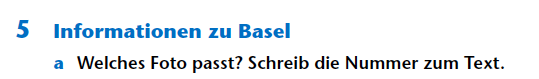 5 Informationen zu Basel
a Welches Foto passt? Schreib die Nummer zum Text.